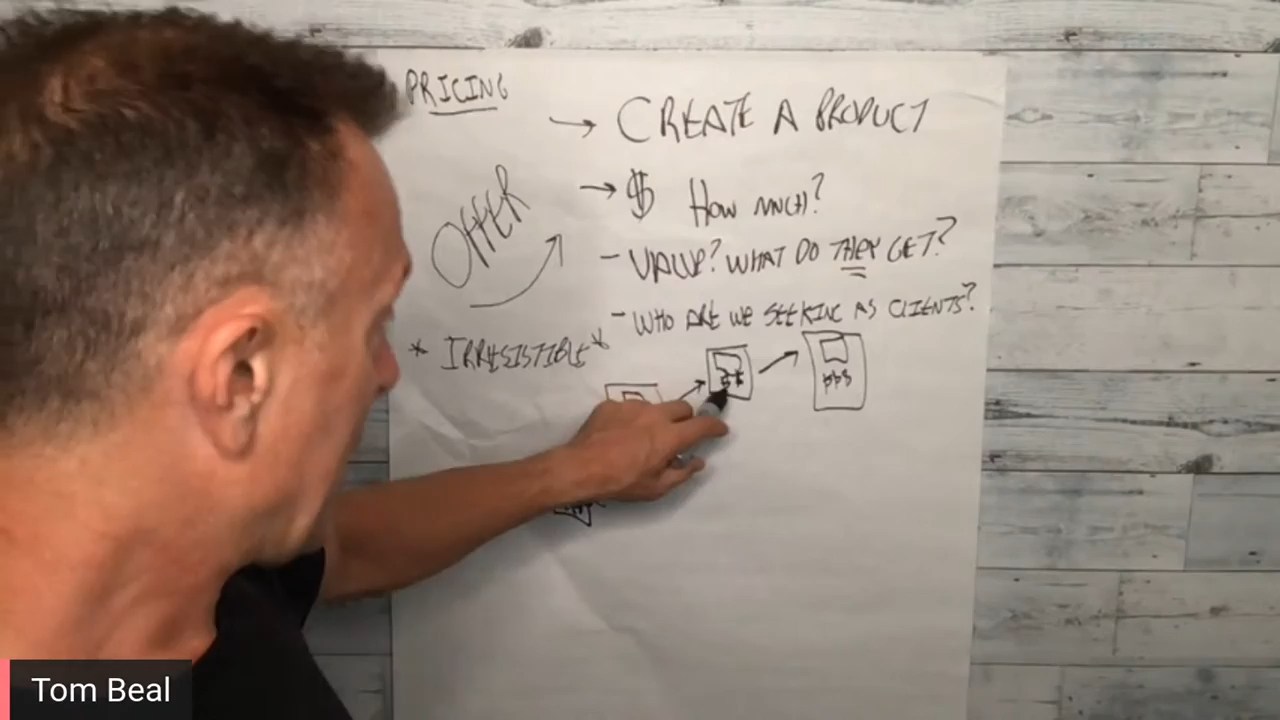 PRICING
→ CREATE A PRODUCT
OFFER
→ $ HOW MUCH?
- VALUE? WHAT DO THEY GET?
- WHO ARE WE SEEKING AS CLIENTS?
* IRRESISTIBLE *
$$
$$$
Tom Beal